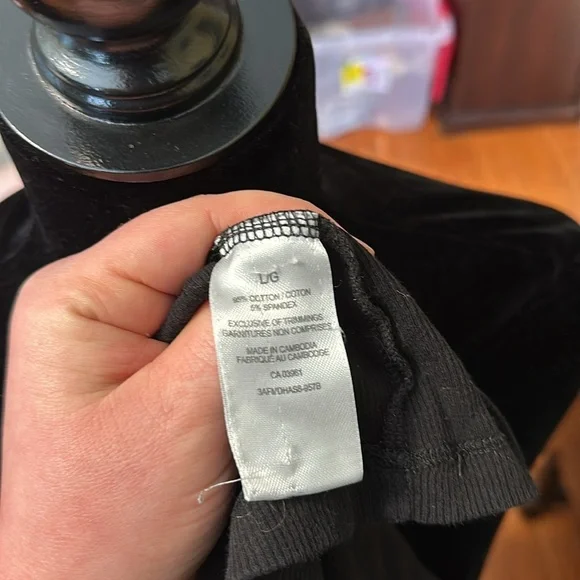 L/G
95% COTTON / COTON
5% SPANDEX
EXCLUSIVE OF TRIMMINGS
GARNITURES NON COMPRISES
MADE IN CAMBODIA
FABRIQUÉ AU CAMBODGE
CA 03961